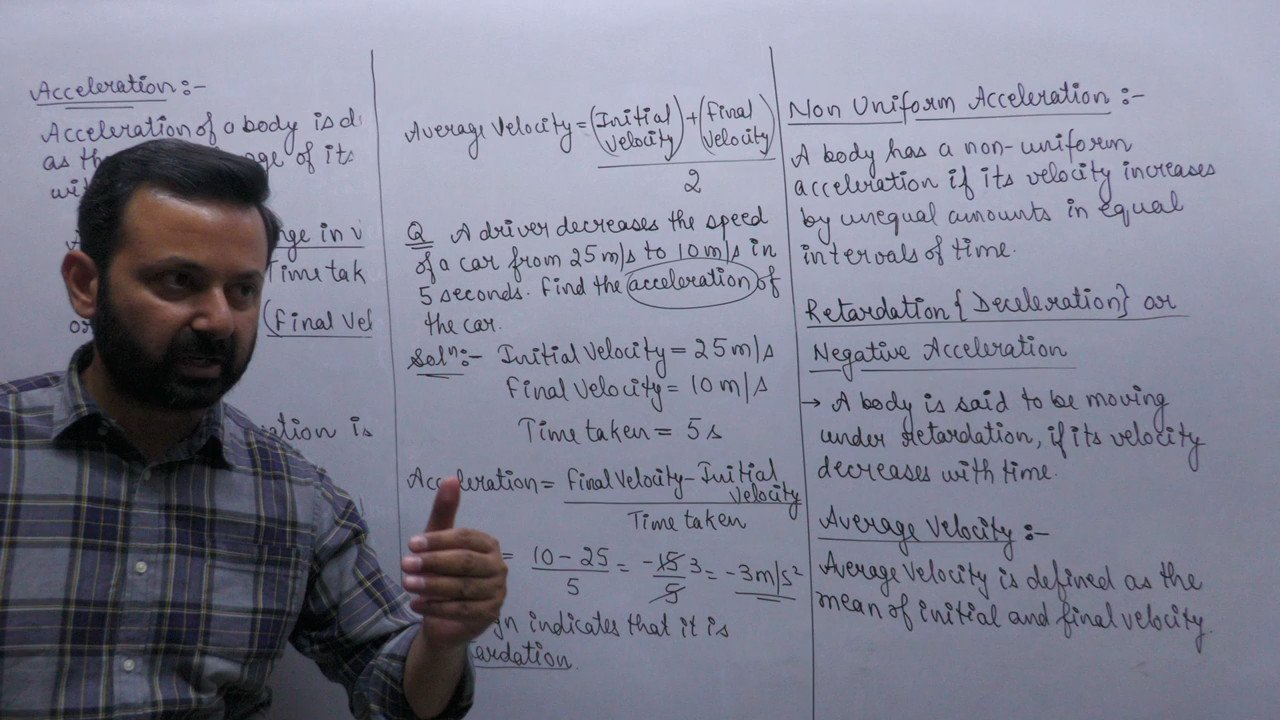 Acceleration :-
Acceleration of a body is
as of its
in
Time
or (Final
is
Average Velocity = (Initial Velocity) + (Final Velocity)
2
Q A driver decreases the speed
of a car from 25 m/s to 10 m/s in
5 seconds. Find the acceleration of
the car.
Solⁿ:- Initial Velocity = 25 m/s
Final Velocity = 10 m/s
Time taken = 5 s
Acceleration = Final Velocity - Initial Velocity
Time taken
= 10 - 25 / 5 = -15 3 / 5 = -3 m/s²
indicates that it is
Non Uniform Acceleration :-
A body has a non-uniform
acceleration if its velocity increases
by unequal amounts in equal
intervals of time.
Retardation {Deceleration} or
Negative Acceleration
→ A body is said to be moving
under retardation, if its velocity
decreases with time.
Average Velocity :-
Average Velocity is defined as the
mean of initial and final velocity.